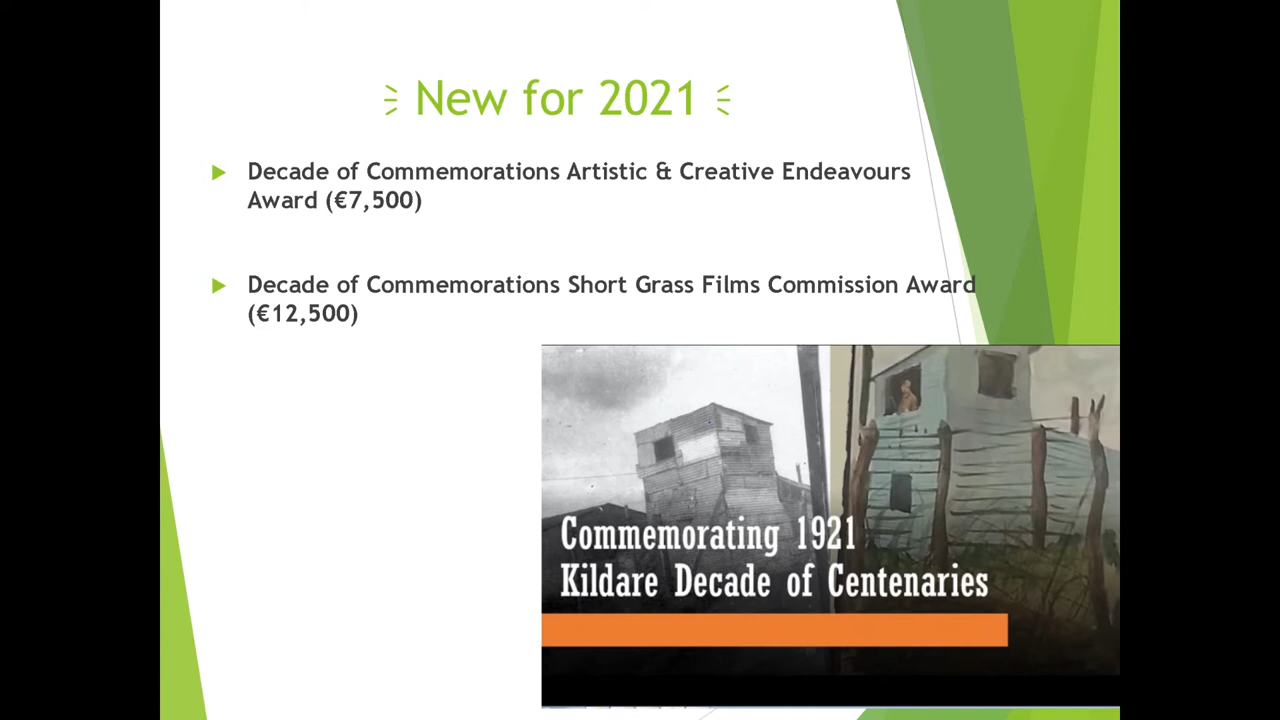 New for 2021
Decade of Commemorations Artistic & Creative Endeavours
Award (€7,500)
Decade of Commemorations Short Grass Films Commission Award
(€12,500)
Commemorating 1921
Kildare Decade of Centenaries